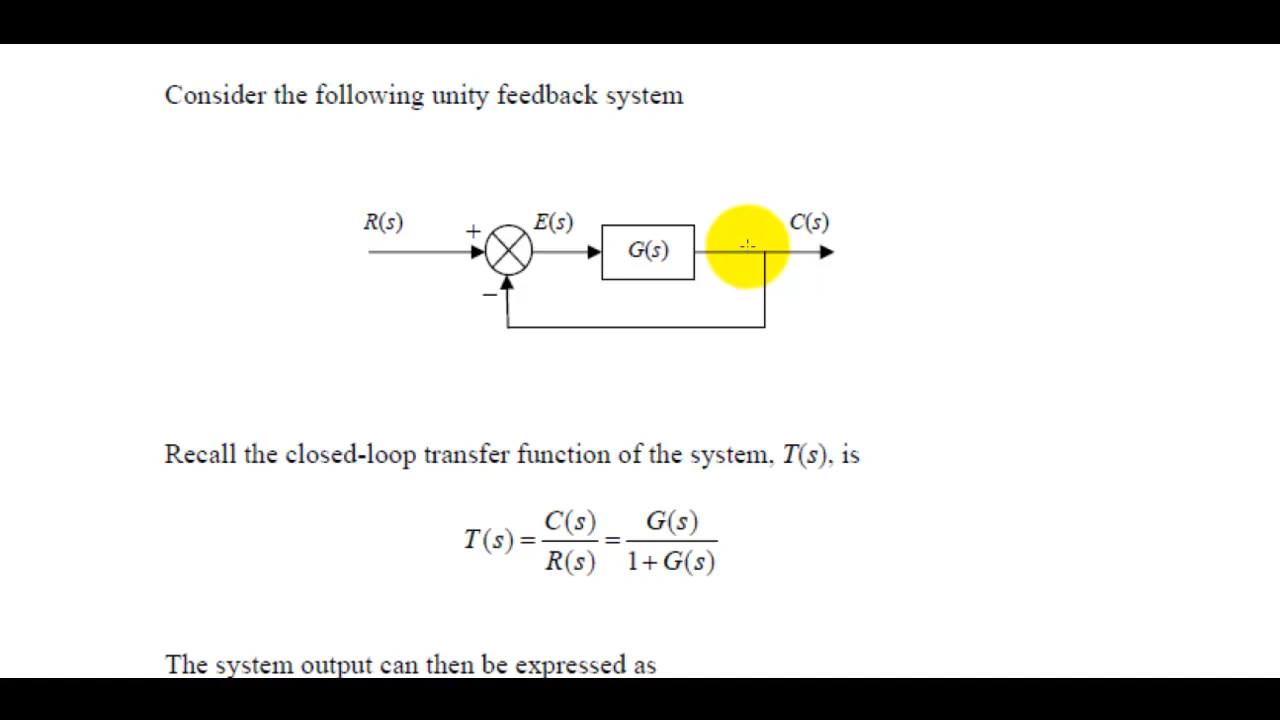 Consider the following unity feedback system
R(s) + E(s) G(s) C(s)
−
Recall the closed-loop transfer function of the system, T(s), is
T(s) = C(s)/R(s) = G(s)/1+G(s)
The system output can then be expressed as